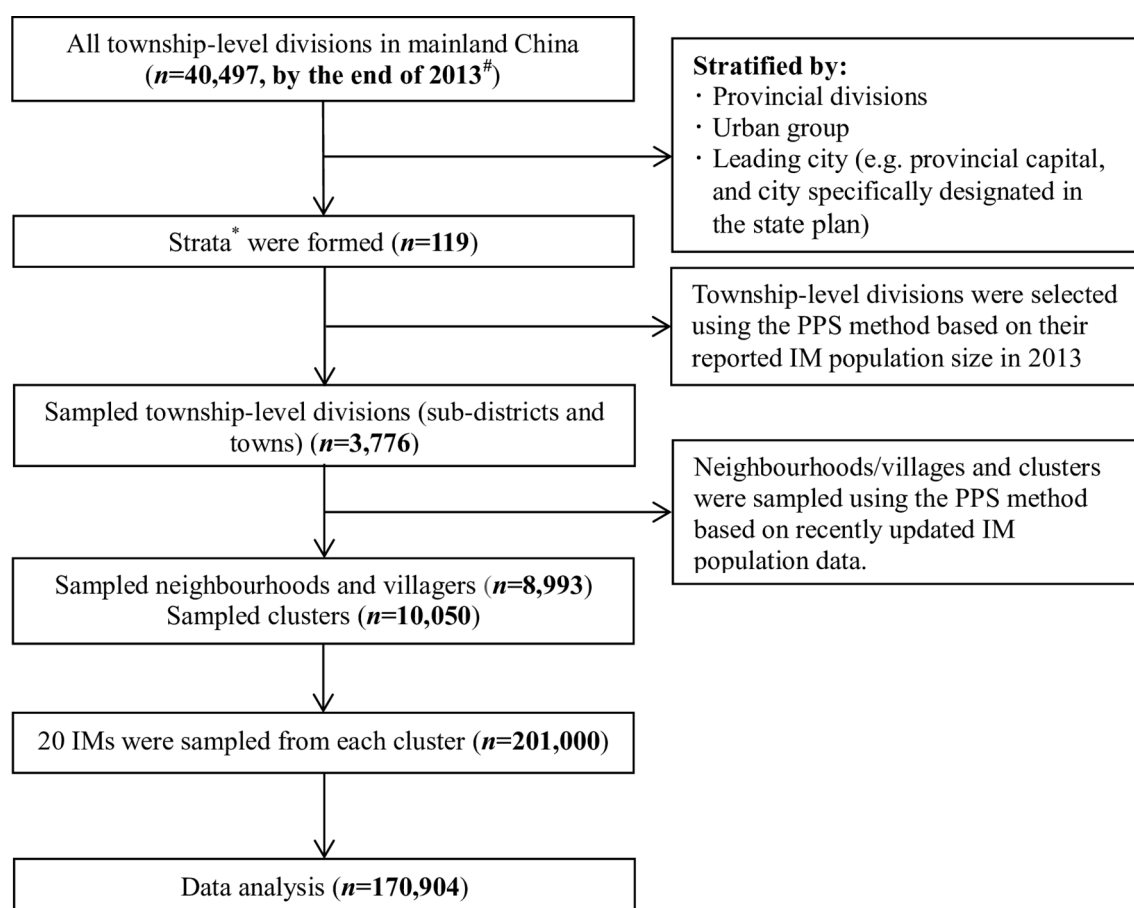 All township-level divisions in mainland China
(n=40,497, by the end of 2013#)
Stratified by:
· Provincial divisions
· Urban group
· Leading city (e.g. provincial capital,
and city specifically designated in
the state plan)
Strata* were formed (n=119)
Township-level divisions were selected
using the PPS method based on their
reported IM population size in 2013
Sampled township-level divisions (sub-districts and
towns) (n=3,776)
Neighbourhoods/villages and clusters
were sampled using the PPS method
based on recently updated IM
population data.
Sampled neighbourhoods and villagers (n=8,993)
Sampled clusters (n=10,050)
20 IMs were sampled from each cluster (n=201,000)
Data analysis (n=170,904)